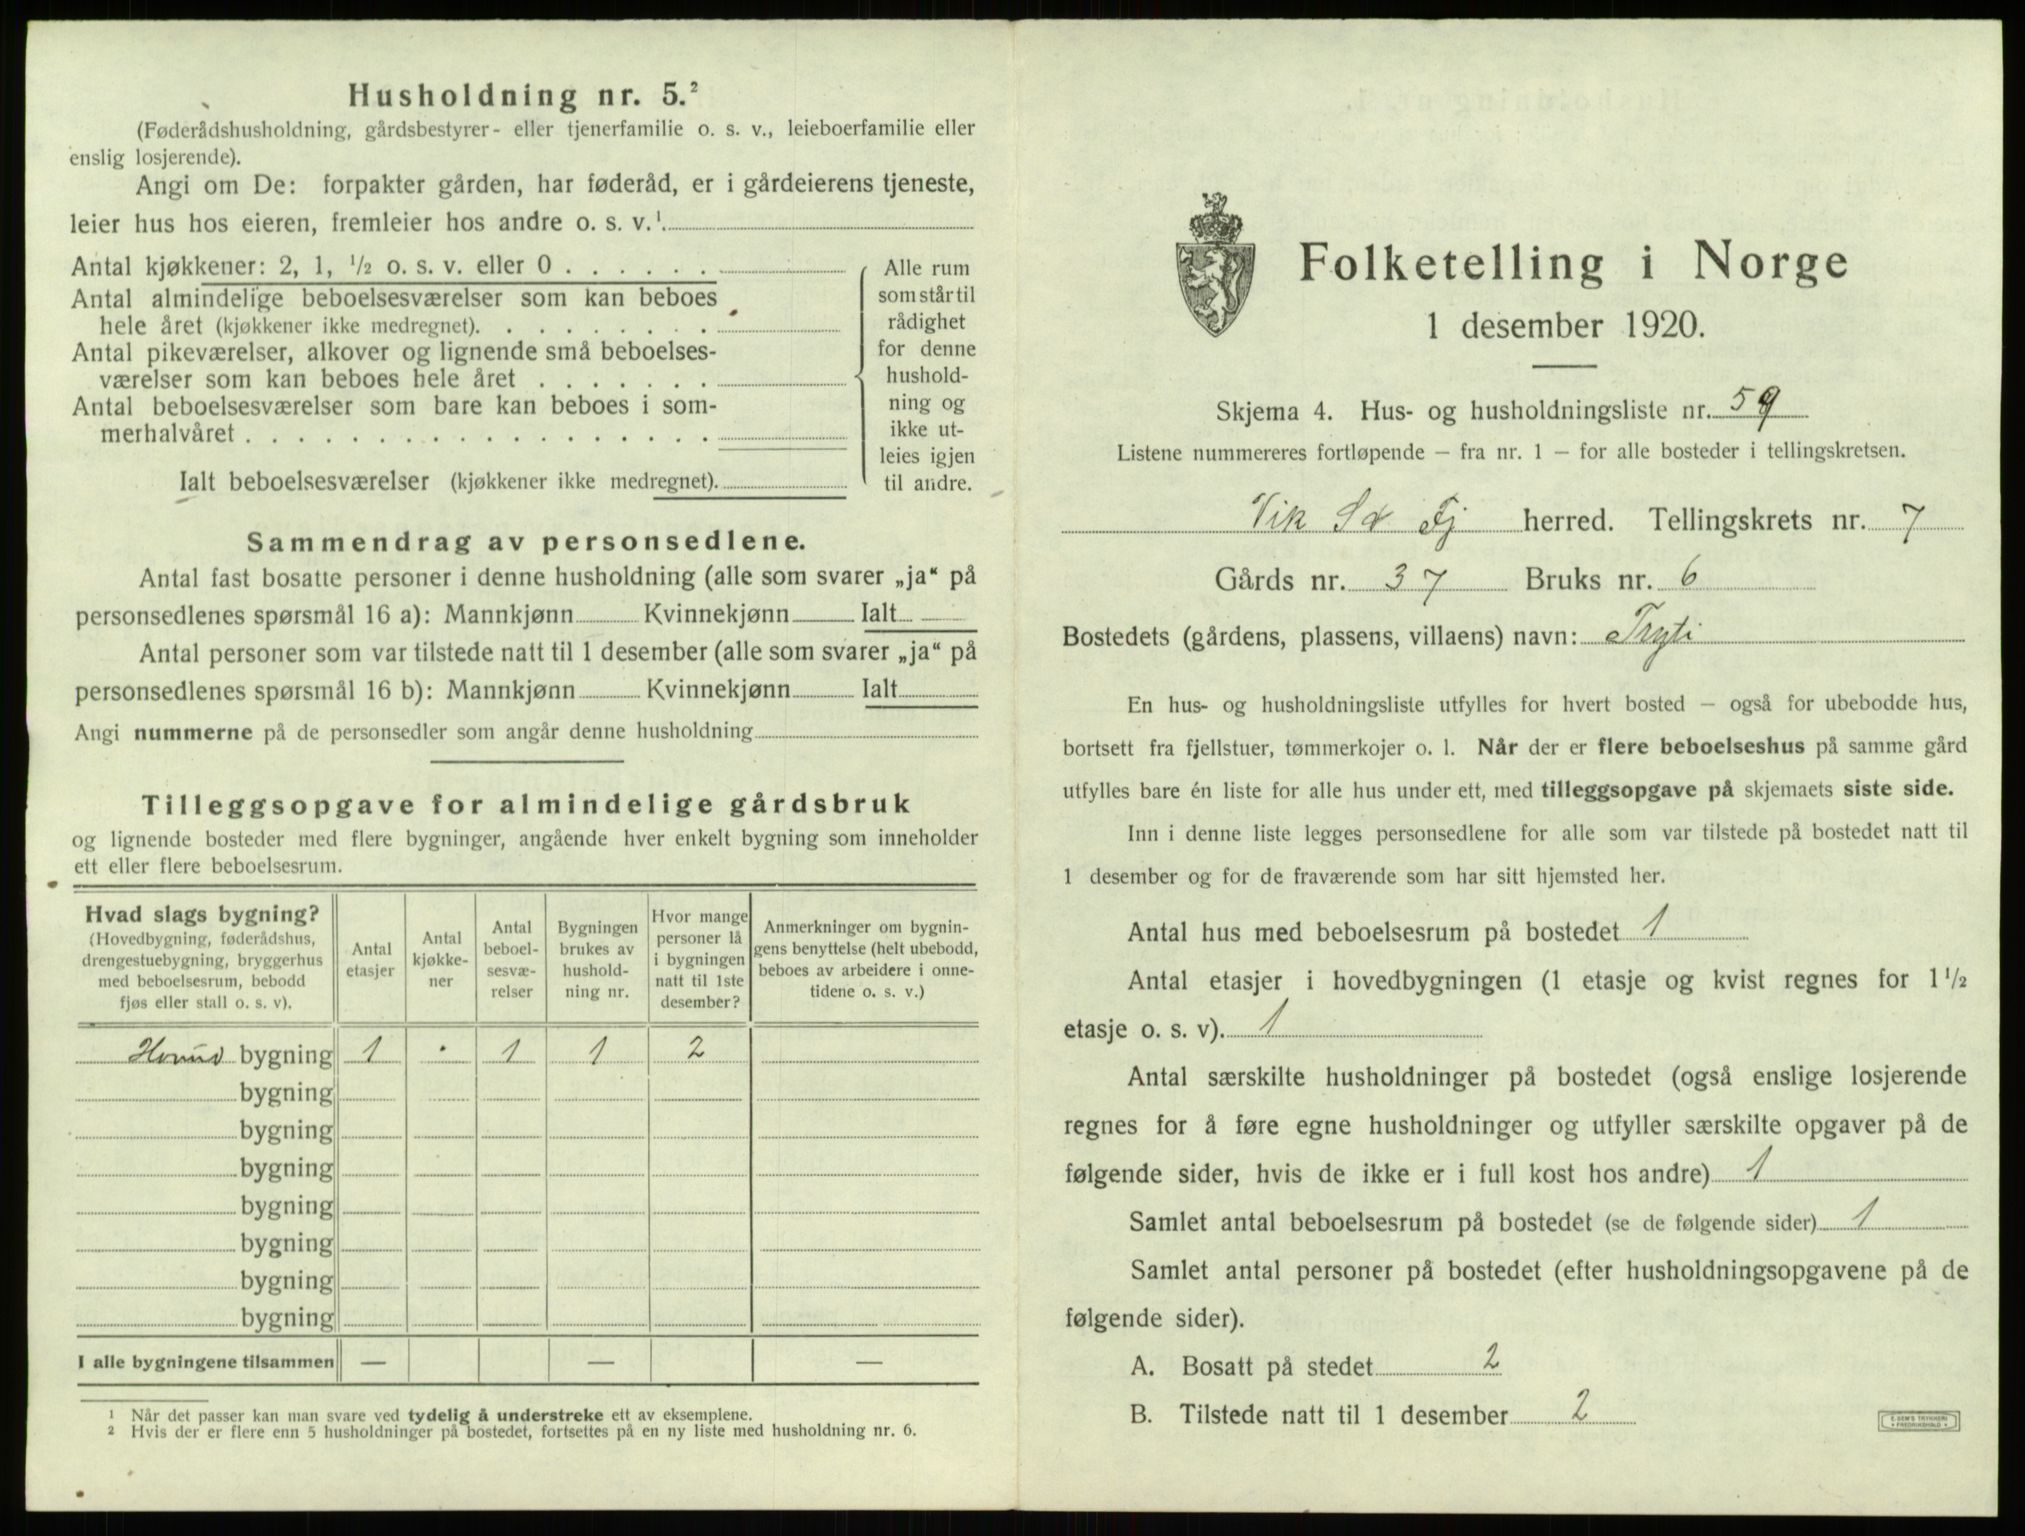 Husholdning nr. 5.²
(Føderådshusholdning, gårdsbestyrer- eller tjenerfamilie o. s. v., leieboerfamilie eller
enslig losjerende).
Angi om De: forpakter gården, har føderåd, er i gårdeierens tjeneste,
leier hus hos eieren, fremleier hos andre o. s. v.¹
Antal kjøkkener: 2, 1, ½ o. s. v. eller 0 . . . . . .
Antal almindelige beboelsesværelser som kan beboes
hele året (kjøkkener ikke medregnet). . . . . . . . .
Antal pikeværelser, alkover og lignende små beboelses-
værelser som kan beboes hele året . . . . . . .
Antal beboelsesværelser som bare kan beboes i som-
merhalvåret . . . . . . . . . . . . . . . . . .
Ialt beboelsesværelser (kjøkkener ikke medregnet).
Alle rum
som står til
rådighet
for denne
hushold-
ning og
ikke ut-
leies igjen
til andre.
Sammendrag av personsedlene.
Antal fast bosatte personer i denne husholdning (alle som svarer „ja“ på
personsedlenes spørsmål 16 a): Mannkjønn Kvinnekjønn Ialt
Antal personer som var tilstede natt til 1 desember (alle som svarer „ja“ på
personsedlenes spørsmål 16 b): Mannkjønn Kvinnekjønn Ialt
Angi nummerne på de personsedler som angår denne husholdning
Tilleggsopgave for almindelige gårdsbruk
og lignende bosteder med flere bygninger, angående hver enkelt bygning som inneholder
ett eller flere beboelsesrum.
Hvad slags bygning?
(Hovedbygning, føderådshus,
drengestuebygning, bryggerhus
med beboelsesrum, bebodd
fjøs eller stall o. s. v).
Antal
etasjer
Antal
kjøkke-
ner
Antal
beboel-
sesvæ-
relser
Bygningen
brukes av
hushold-
ning nr.
Hvor mange
personer lå
i bygningen
natt til 1ste
desember?
Anmerkninger om bygnin-
gens benyttelse (helt ubebodd,
beboes av arbeidere i onne-
tidene o. s. v.)
bygning 1 · 1 1 2
bygning
bygning
bygning
bygning
bygning
bygning
bygning
I alle bygningene tilsammen — — —
¹ Når det passer kan man svare ved tydelig å understreke ett av eksemplene.
² Hvis der er flere enn 5 husholdninger på bostedet, fortsettes på en ny liste med husholdning nr. 6.
Folketelling i Norge
1 desember 1920.
Skjema 4. Hus- og husholdningsliste nr. 59
Listene nummereres fortløpende — fra nr. 1 — for alle bosteder i tellingskretsen.
Vik S. Fj herred. Tellingskrets nr. 7
Gårds nr. 37 Bruks nr. 6
Bostedets (gårdens, plassens, villaens) navn: Tryti
En hus- og husholdningsliste utfylles for hvert bosted — også for ubebodde hus,
bortsett fra fjellstuer, tømmerkojer o. l. Når der er flere beboelseshus på samme gård
utfylles bare én liste for alle hus under ett, med tilleggsopgave på skjemaets siste side.
Inn i denne liste legges personsedlene for alle som var tilstede på bostedet natt til
1 desember og for de fraværende som har sitt hjemsted her.
Antal hus med beboelsesrum på bostedet 1
Antal etasjer i hovedbygningen (1 etasje og kvist regnes for 1 ½
etasje o. s. v). 1
Antal særskilte husholdninger på bostedet (også enslige losjerende
regnes for å føre egne husholdninger og utfyller særskilte opgaver på de
følgende sider, hvis de ikke er i full kost hos andre) 1
Samlet antal beboelsesrum på bostedet (se de følgende sider) 1
Samlet antal personer på bostedet (efter husholdningsopgavene på de
følgende sider).
A. Bosatt på stedet 2
B. Tilstede natt til 1 desember 2
E. SEM'S TRYKKERI
FREDRIKSHALD